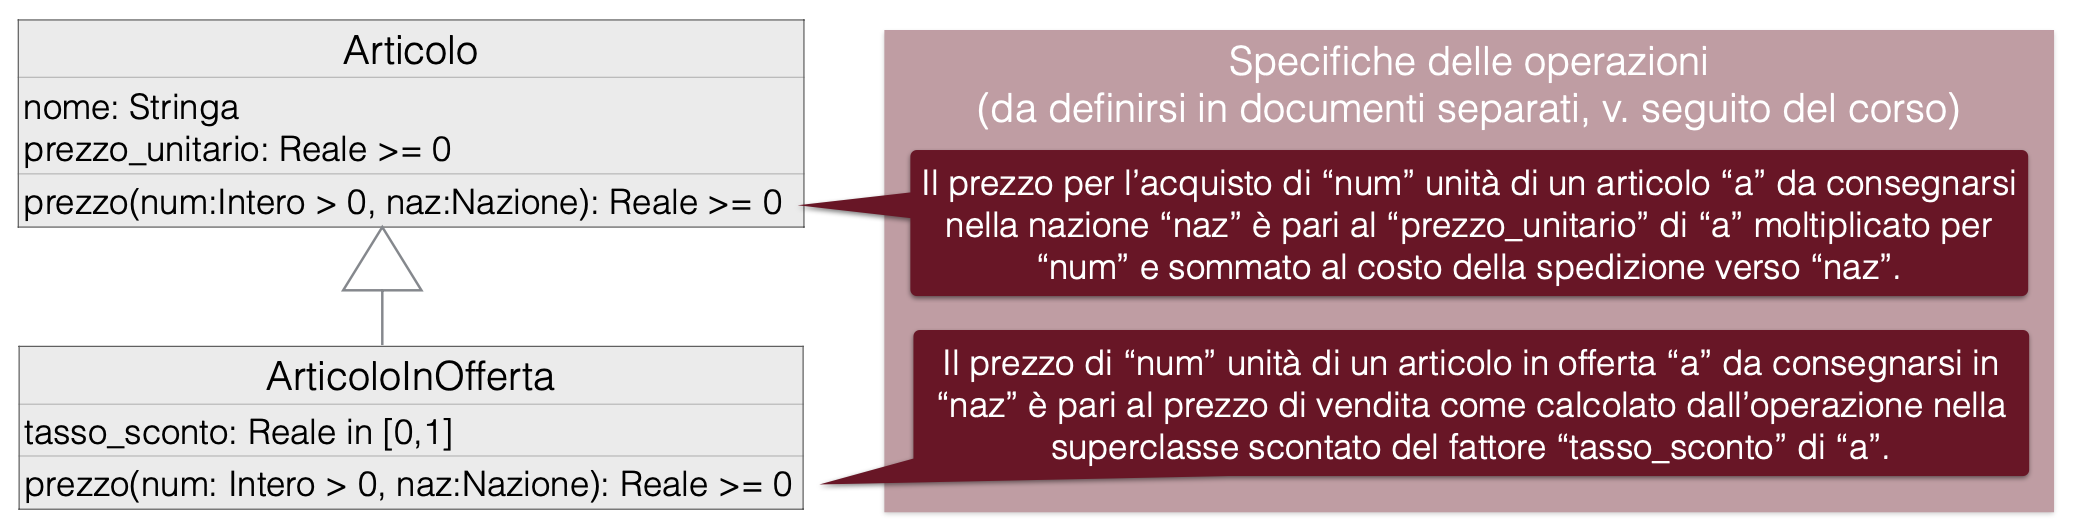 Articolo
nome: Stringa
prezzo_unitario: Reale >= 0
prezzo(num:Intero > 0, naz:Nazione): Reale >= 0
ArticoloInOfferta
tasso_sconto: Reale in [0,1]
prezzo(num: Intero > 0, naz:Nazione): Reale >= 0
Specifiche delle operazioni
(da definirsi in documenti separati, v. seguito del corso)
Il prezzo per l’acquisto di “num” unità di un articolo “a” da consegnarsi
nella nazione “naz” è pari al “prezzo_unitario” di “a” moltiplicato per
“num” e sommato al costo della spedizione verso “naz”.
Il prezzo di “num” unità di un articolo in offerta “a” da consegnarsi in
“naz” è pari al prezzo di vendita come calcolato dall’operazione nella
superclasse scontato del fattore “tasso_sconto” di “a”.